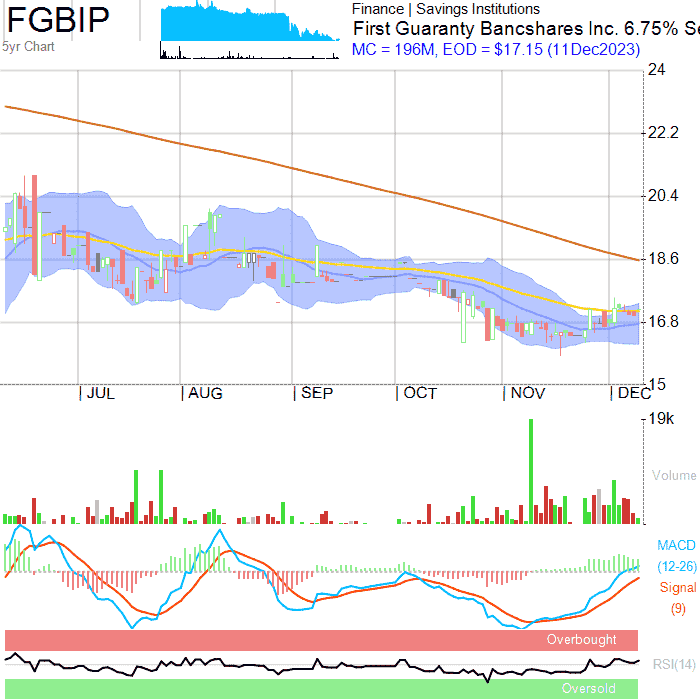 FGBIP
5yr Chart
Finance | Savings Institutions
First Guaranty Bancshares Inc. 6.75% Se
MC = 196M, EOD = $17.15 (11Dec2023)
24
22.2
20.4
18.6
16.8
15
| JUL | AUG | SEP | OCT | NOV | DEC
19k
Volume
MACD
(12-26)
Signal
(9)
Overbought
RSI(14)
Oversold